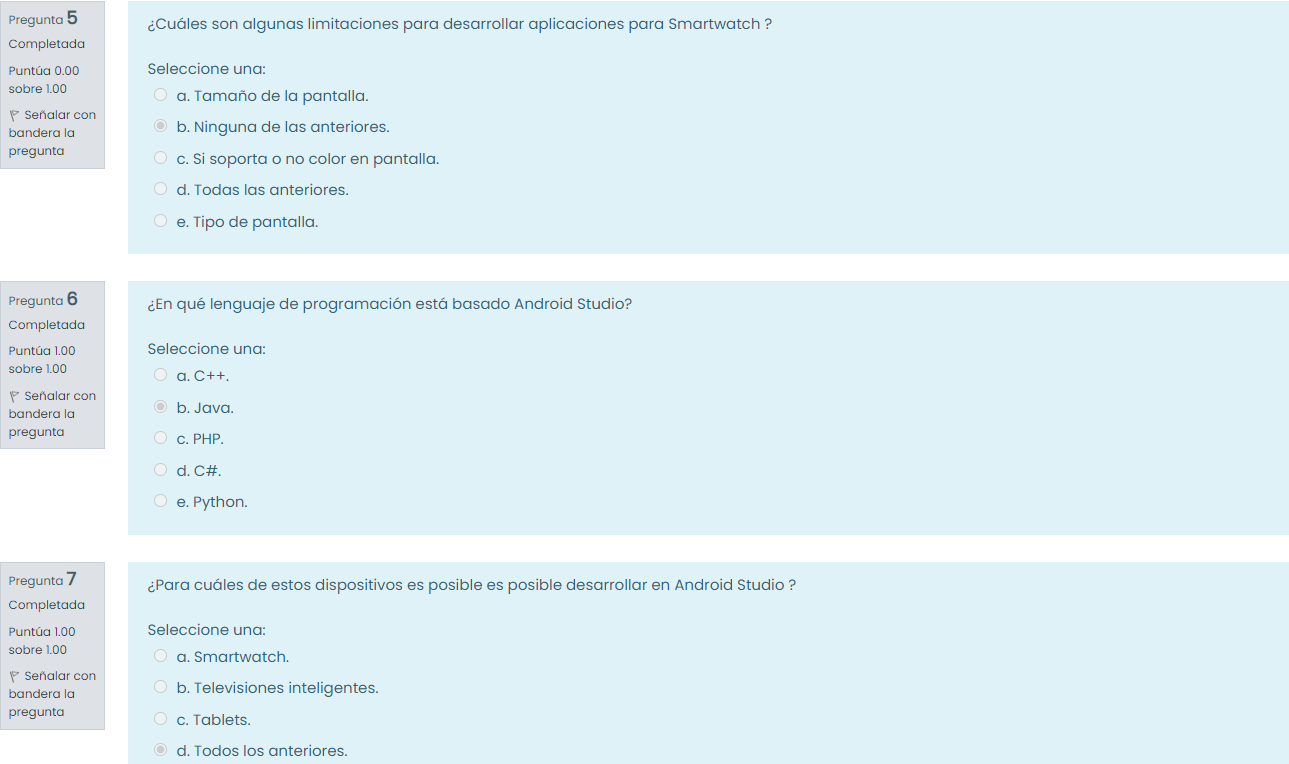 Pregunta 5
Completada
Puntúa 0.00
sobre 1.00
Señalar con
bandera la
pregunta
¿Cuáles son algunas limitaciones para desarrollar aplicaciones para Smartwatch ?
Seleccione una:
a. Tamaño de la pantalla.
b. Ninguna de las anteriores.
c. Si soporta o no color en pantalla.
d. Todas las anteriores.
e. Tipo de pantalla.
Pregunta 6
Completada
Puntúa 1.00
sobre 1.00
Señalar con
bandera la
pregunta
¿En qué lenguaje de programación está basado Android Studio?
Seleccione una:
a. C++.
b. Java.
c. PHP.
d. C#.
e. Python.
Pregunta 7
Completada
Puntúa 1.00
sobre 1.00
Señalar con
bandera la
pregunta
¿Para cuáles de estos dispositivos es posible es posible desarrollar en Android Studio ?
Seleccione una:
a. Smartwatch.
b. Televisiones inteligentes.
c. Tablets.
d. Todos los anteriores.